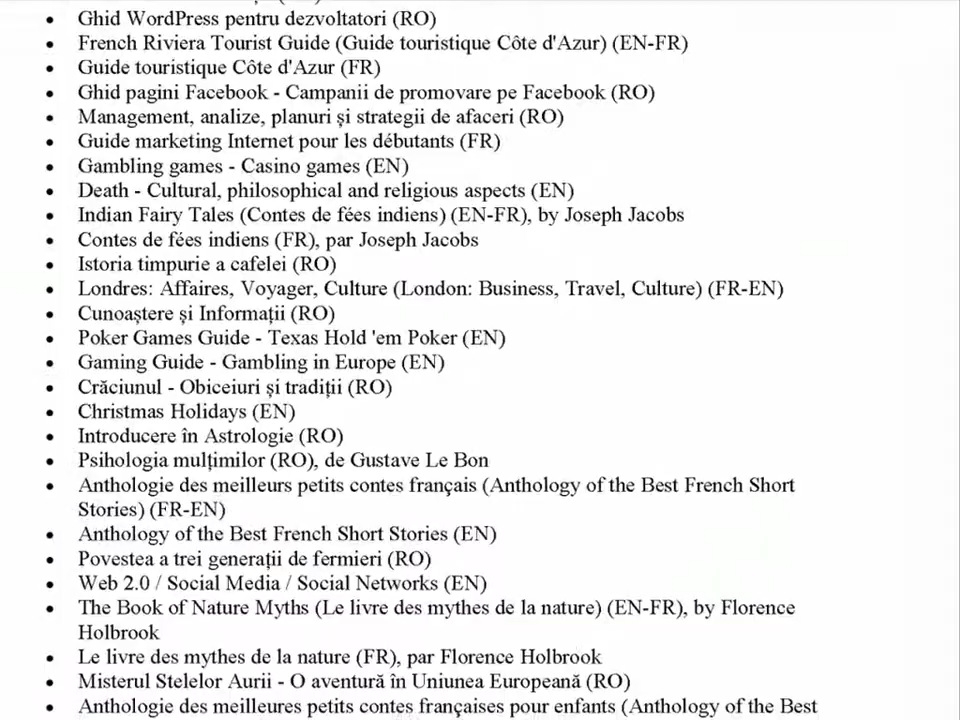 • Ghid WordPress pentru dezvoltatori (RO)
• French Riviera Tourist Guide (Guide touristique Côte d'Azur) (EN-FR)
• Guide touristique Côte d'Azur (FR)
• Ghid pagini Facebook - Campanii de promovare pe Facebook (RO)
• Management, analize, planuri și strategii de afaceri (RO)
• Guide marketing Internet pour les débutants (FR)
• Gambling games - Casino games (EN)
• Death - Cultural, philosophical and religious aspects (EN)
• Indian Fairy Tales (Contes de fées indiens) (EN-FR), by Joseph Jacobs
• Contes de fées indiens (FR), par Joseph Jacobs
• Istoria timpurie a cafelei (RO)
• Londres: Affaires, Voyager, Culture (London: Business, Travel, Culture) (FR-EN)
• Cunoaștere și Informații (RO)
• Poker Games Guide - Texas Hold 'em Poker (EN)
• Gaming Guide - Gambling in Europe (EN)
• Crăciunul - Obiceiuri și tradiții (RO)
• Christmas Holidays (EN)
• Introducere în Astrologie (RO)
• Psihologia mulțimilor (RO), de Gustave Le Bon
• Anthologie des meilleurs petits contes français (Anthology of the Best French Short
Stories) (FR-EN)
• Anthology of the Best French Short Stories (EN)
• Povestea a trei generații de fermieri (RO)
• Web 2.0 / Social Media / Social Networks (EN)
• The Book of Nature Myths (Le livre des mythes de la nature) (EN-FR), by Florence
Holbrook
• Le livre des mythes de la nature (FR), par Florence Holbrook
• Misterul Stelelor Aurii - O aventură în Uniunea Europeană (RO)
• Anthologie des meilleures petits contes françaises pour enfants (Anthology of the Best